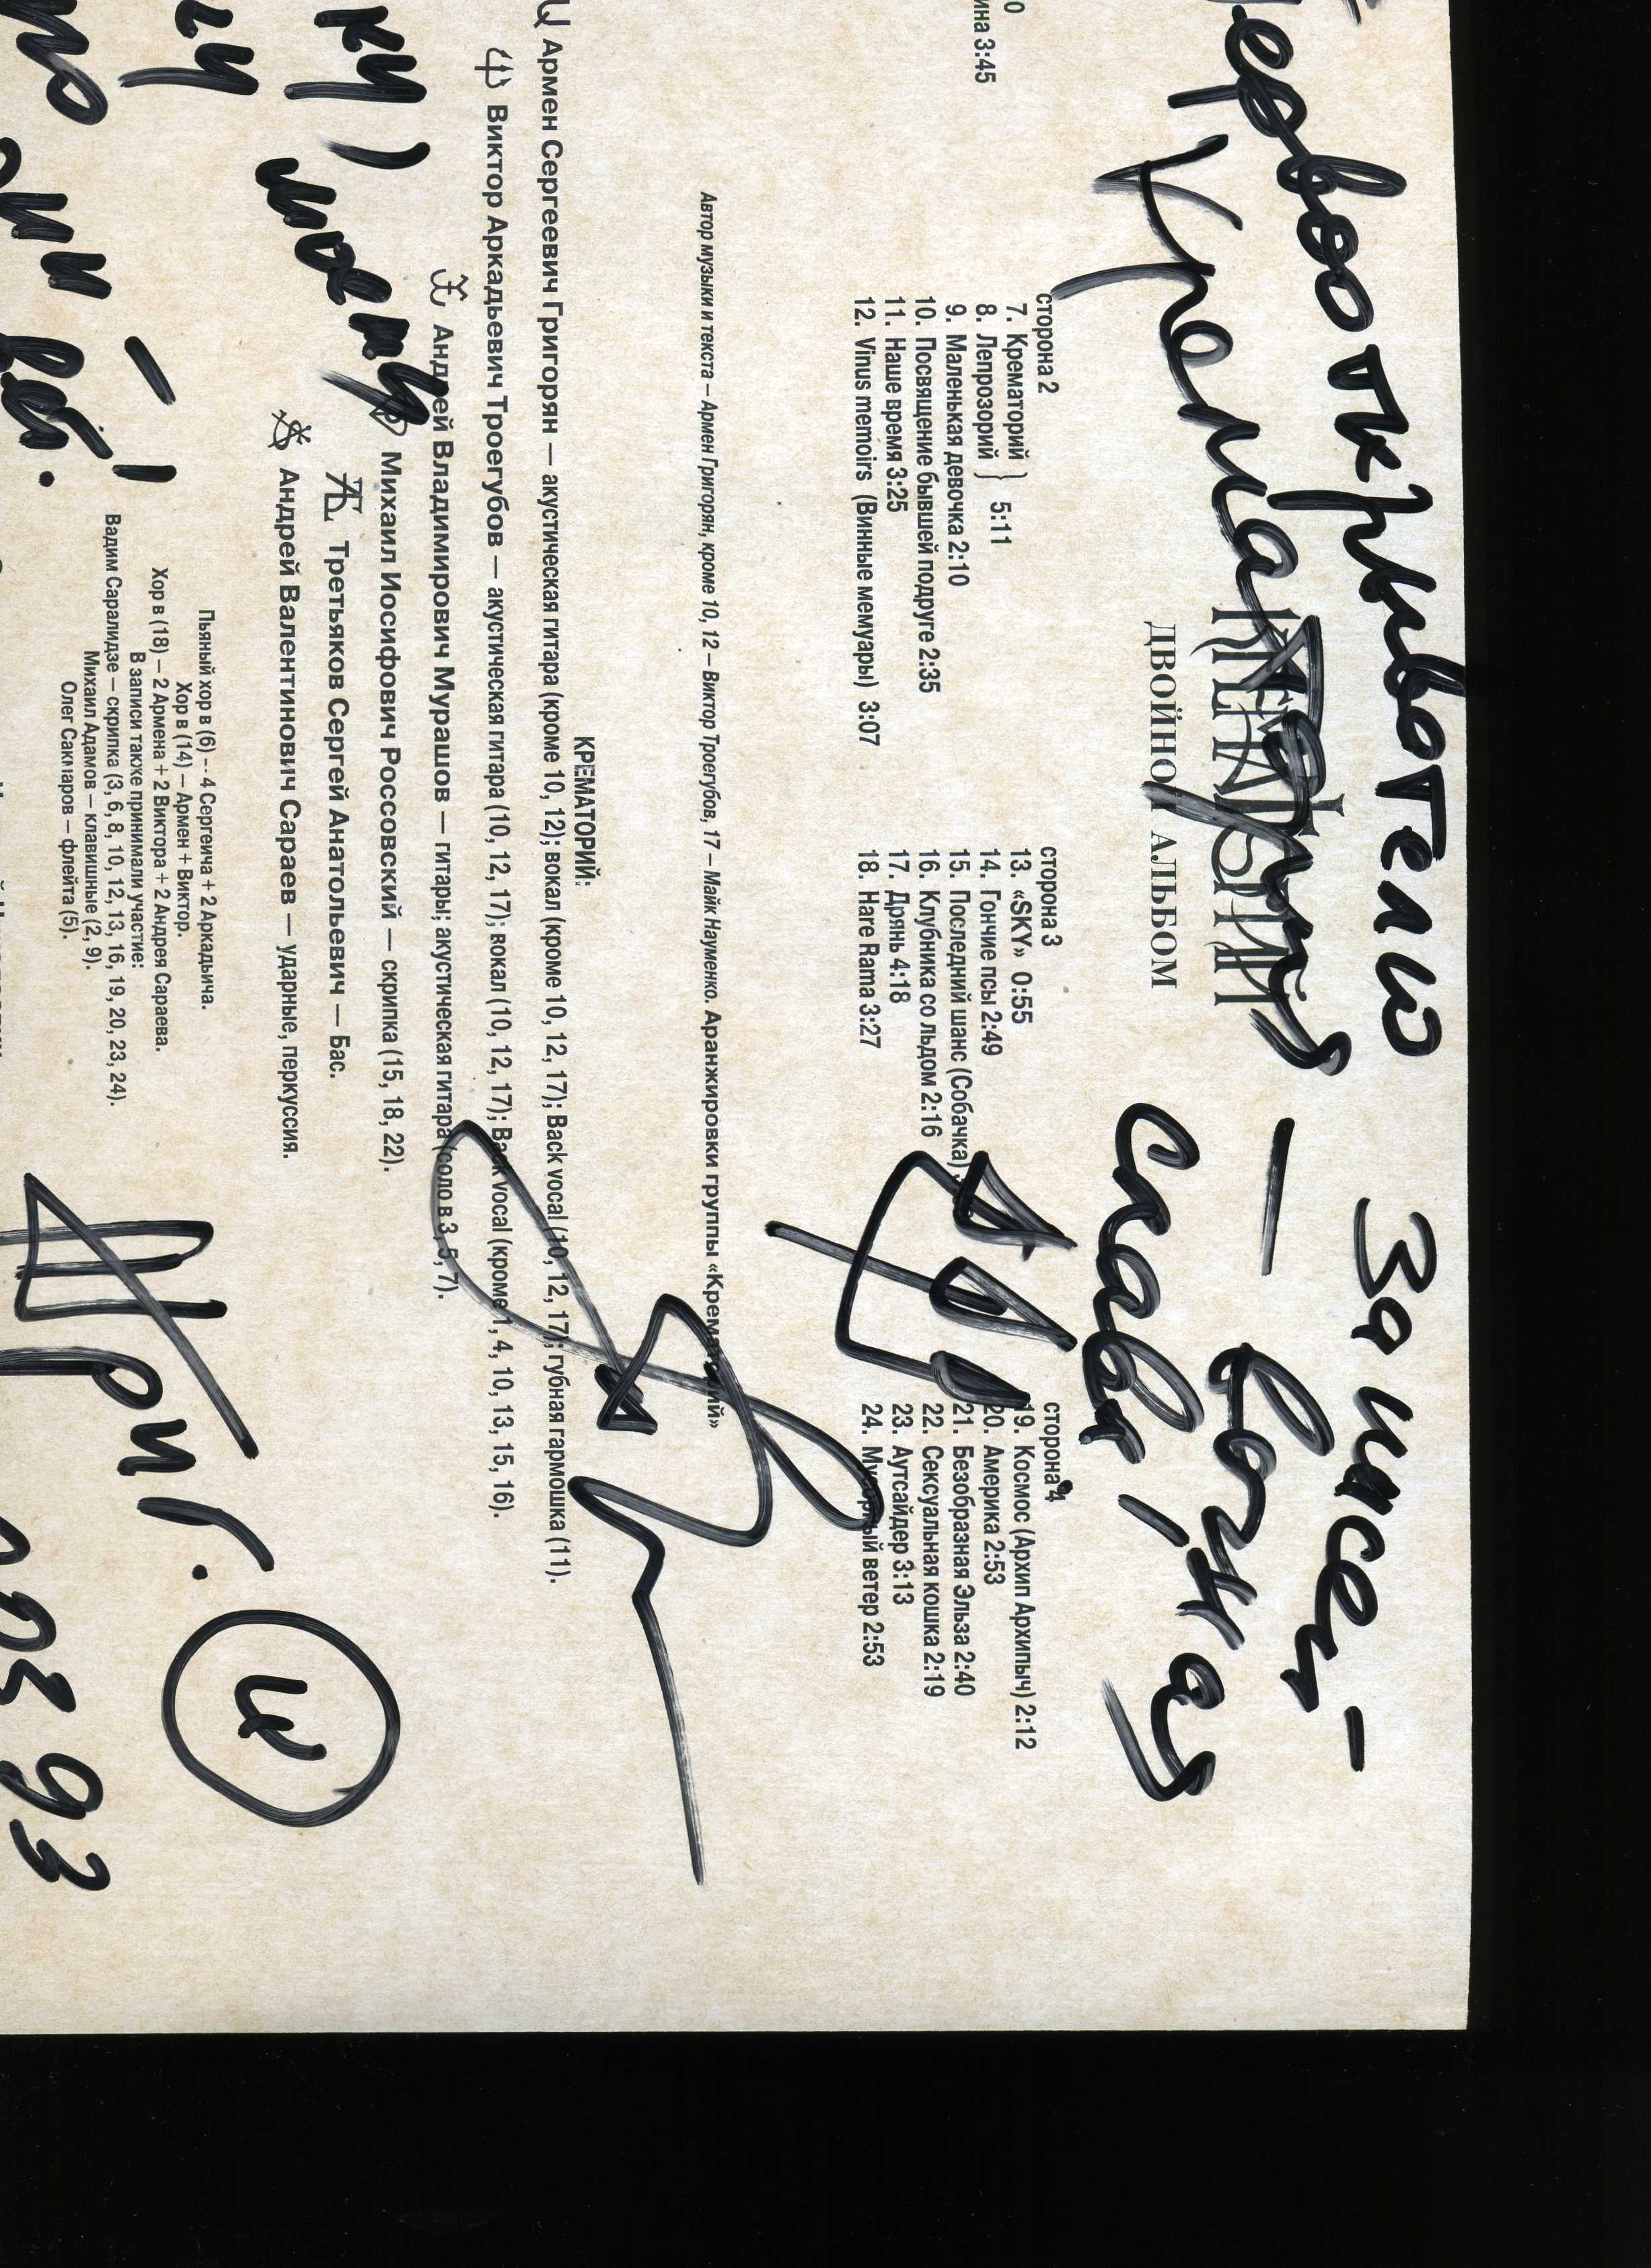 Первооткрывателю записей
Крематория — вечная
слава!
КРЕМАТОРИЙ
ДВОЙНОЙ АЛЬБОМ
ина 3:45
сторона 2
7. Крематорий } 5:11
8. Лепрозорий
9. Маленькая девочка 2:10
10. Посвящение бывшей подруге 2:35
11. Наше время 3:25
12. Vinus memoirs (Винные мемуары) 3:07
сторона 3
13. «SKY» 0:55
14. Гончие псы 2:49
15. Последний шанс (Собачка)
16. Клубника со льдом 2:16
17. Дрянь 4:18
18. Hare Rama 3:27
сторона 4
19. Космос (Архип Архипыч) 2:12
20. Америка 2:53
21. Безобразная Эльза 2:40
22. Сексуальная кошка 2:19
23. Аутсайдер 3:13
24. Мусорный ветер 2:53
Автор музыки и текста – Армен Григорян, кроме 10, 12 – Виктор Троегубов, 17 – Майк Науменко. Аранжировки группы «Крематорий»
КРЕМАТОРИЙ:
Армен Сергеевич Григорян — акустическая гитара (кроме 10, 12); вокал (кроме 10, 12, 17); Back vocal (10, 12, 17); губная гармошка (11).
Виктор Аркадьевич Троегубов — акустическая гитара (10, 12, 17); вокал (10, 12, 17); Back vocal (кроме 1, 4, 10, 13, 15, 16).
Андрей Владимирович Мурашов — гитары; акустическая гитара (соло в 3, 5, 7).
Михаил Иосифович Россовский — скрипка (15, 18, 22).
Третьяков Сергей Анатольевич — Бас.
Андрей Валентинович Сараев — ударные, перкуссия.
Пьяный хор в (6) -- 4 Сергеича + 2 Аркадьича.
Хор в (14) – Армен + Виктор.
Хор в (18) – 2 Армена + 2 Виктора + 2 Андрея Сараева.
В записи также принимали участие:
Вадим Саралидзе – скрипка (3, 6, 8, 10, 12, 13, 16, 19, 20, 23, 24).
Михаил Адамов – клавишные (2, 9).
Олег Сакмаров – флейта (5).
93